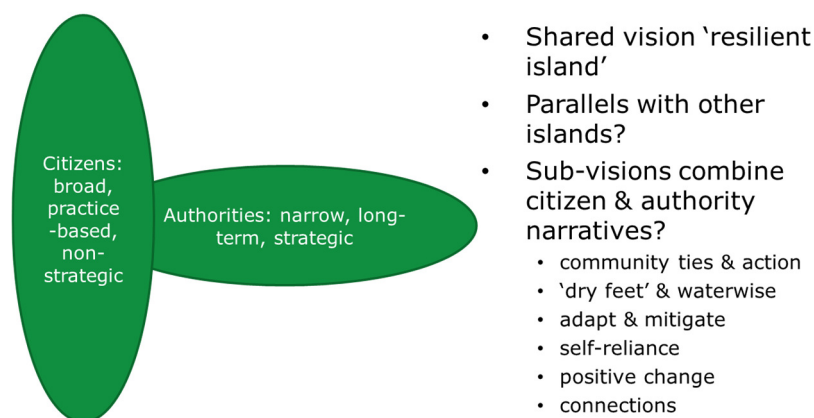 Citizens:
broad,
practice
-based,
non-
strategic
Authorities: narrow, long-
term, strategic
• Shared vision ‘resilient
island’
• Parallels with other
islands?
• Sub-visions combine
citizen & authority
narratives?
• community ties & action
• ‘dry feet’ & waterwise
• adapt & mitigate
• self-reliance
• positive change
• connections